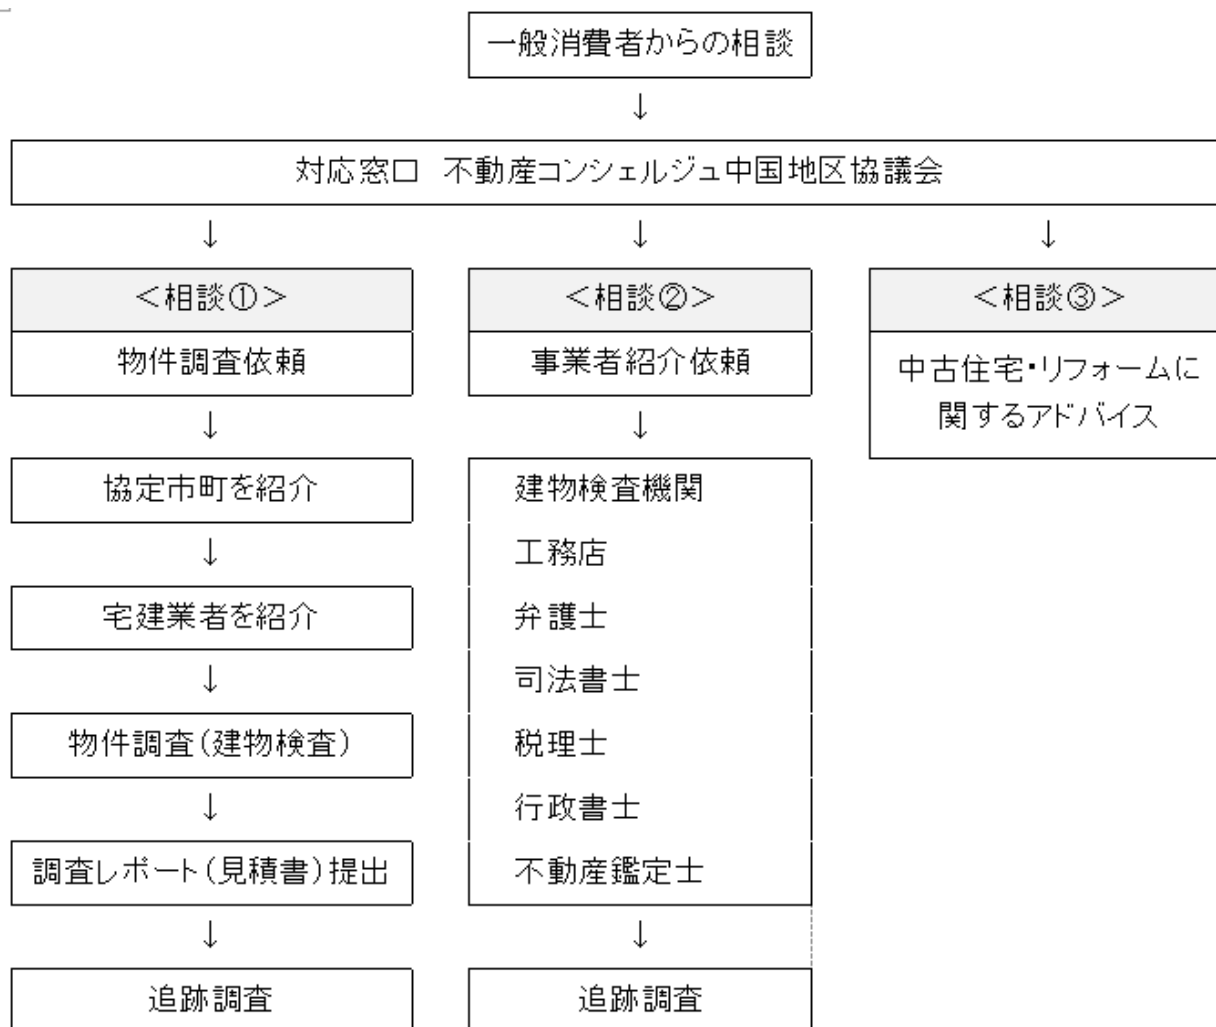 一般消費者からの相談
↓
対応窓口　不動産コンシェルジュ中国地区協議会
↓
↓
↓
＜相談①＞
物件調査依頼
↓
協定市町を紹介
↓
宅建業者を紹介
↓
物件調査（建物検査）
↓
調査レポート（見積書）提出
↓
追跡調査
＜相談②＞
事業者紹介依頼
↓
建物検査機関
工務店
弁護士
司法書士
税理士
行政書士
不動産鑑定士
↓
追跡調査
＜相談③＞
中古住宅・リフォームに
関するアドバイス